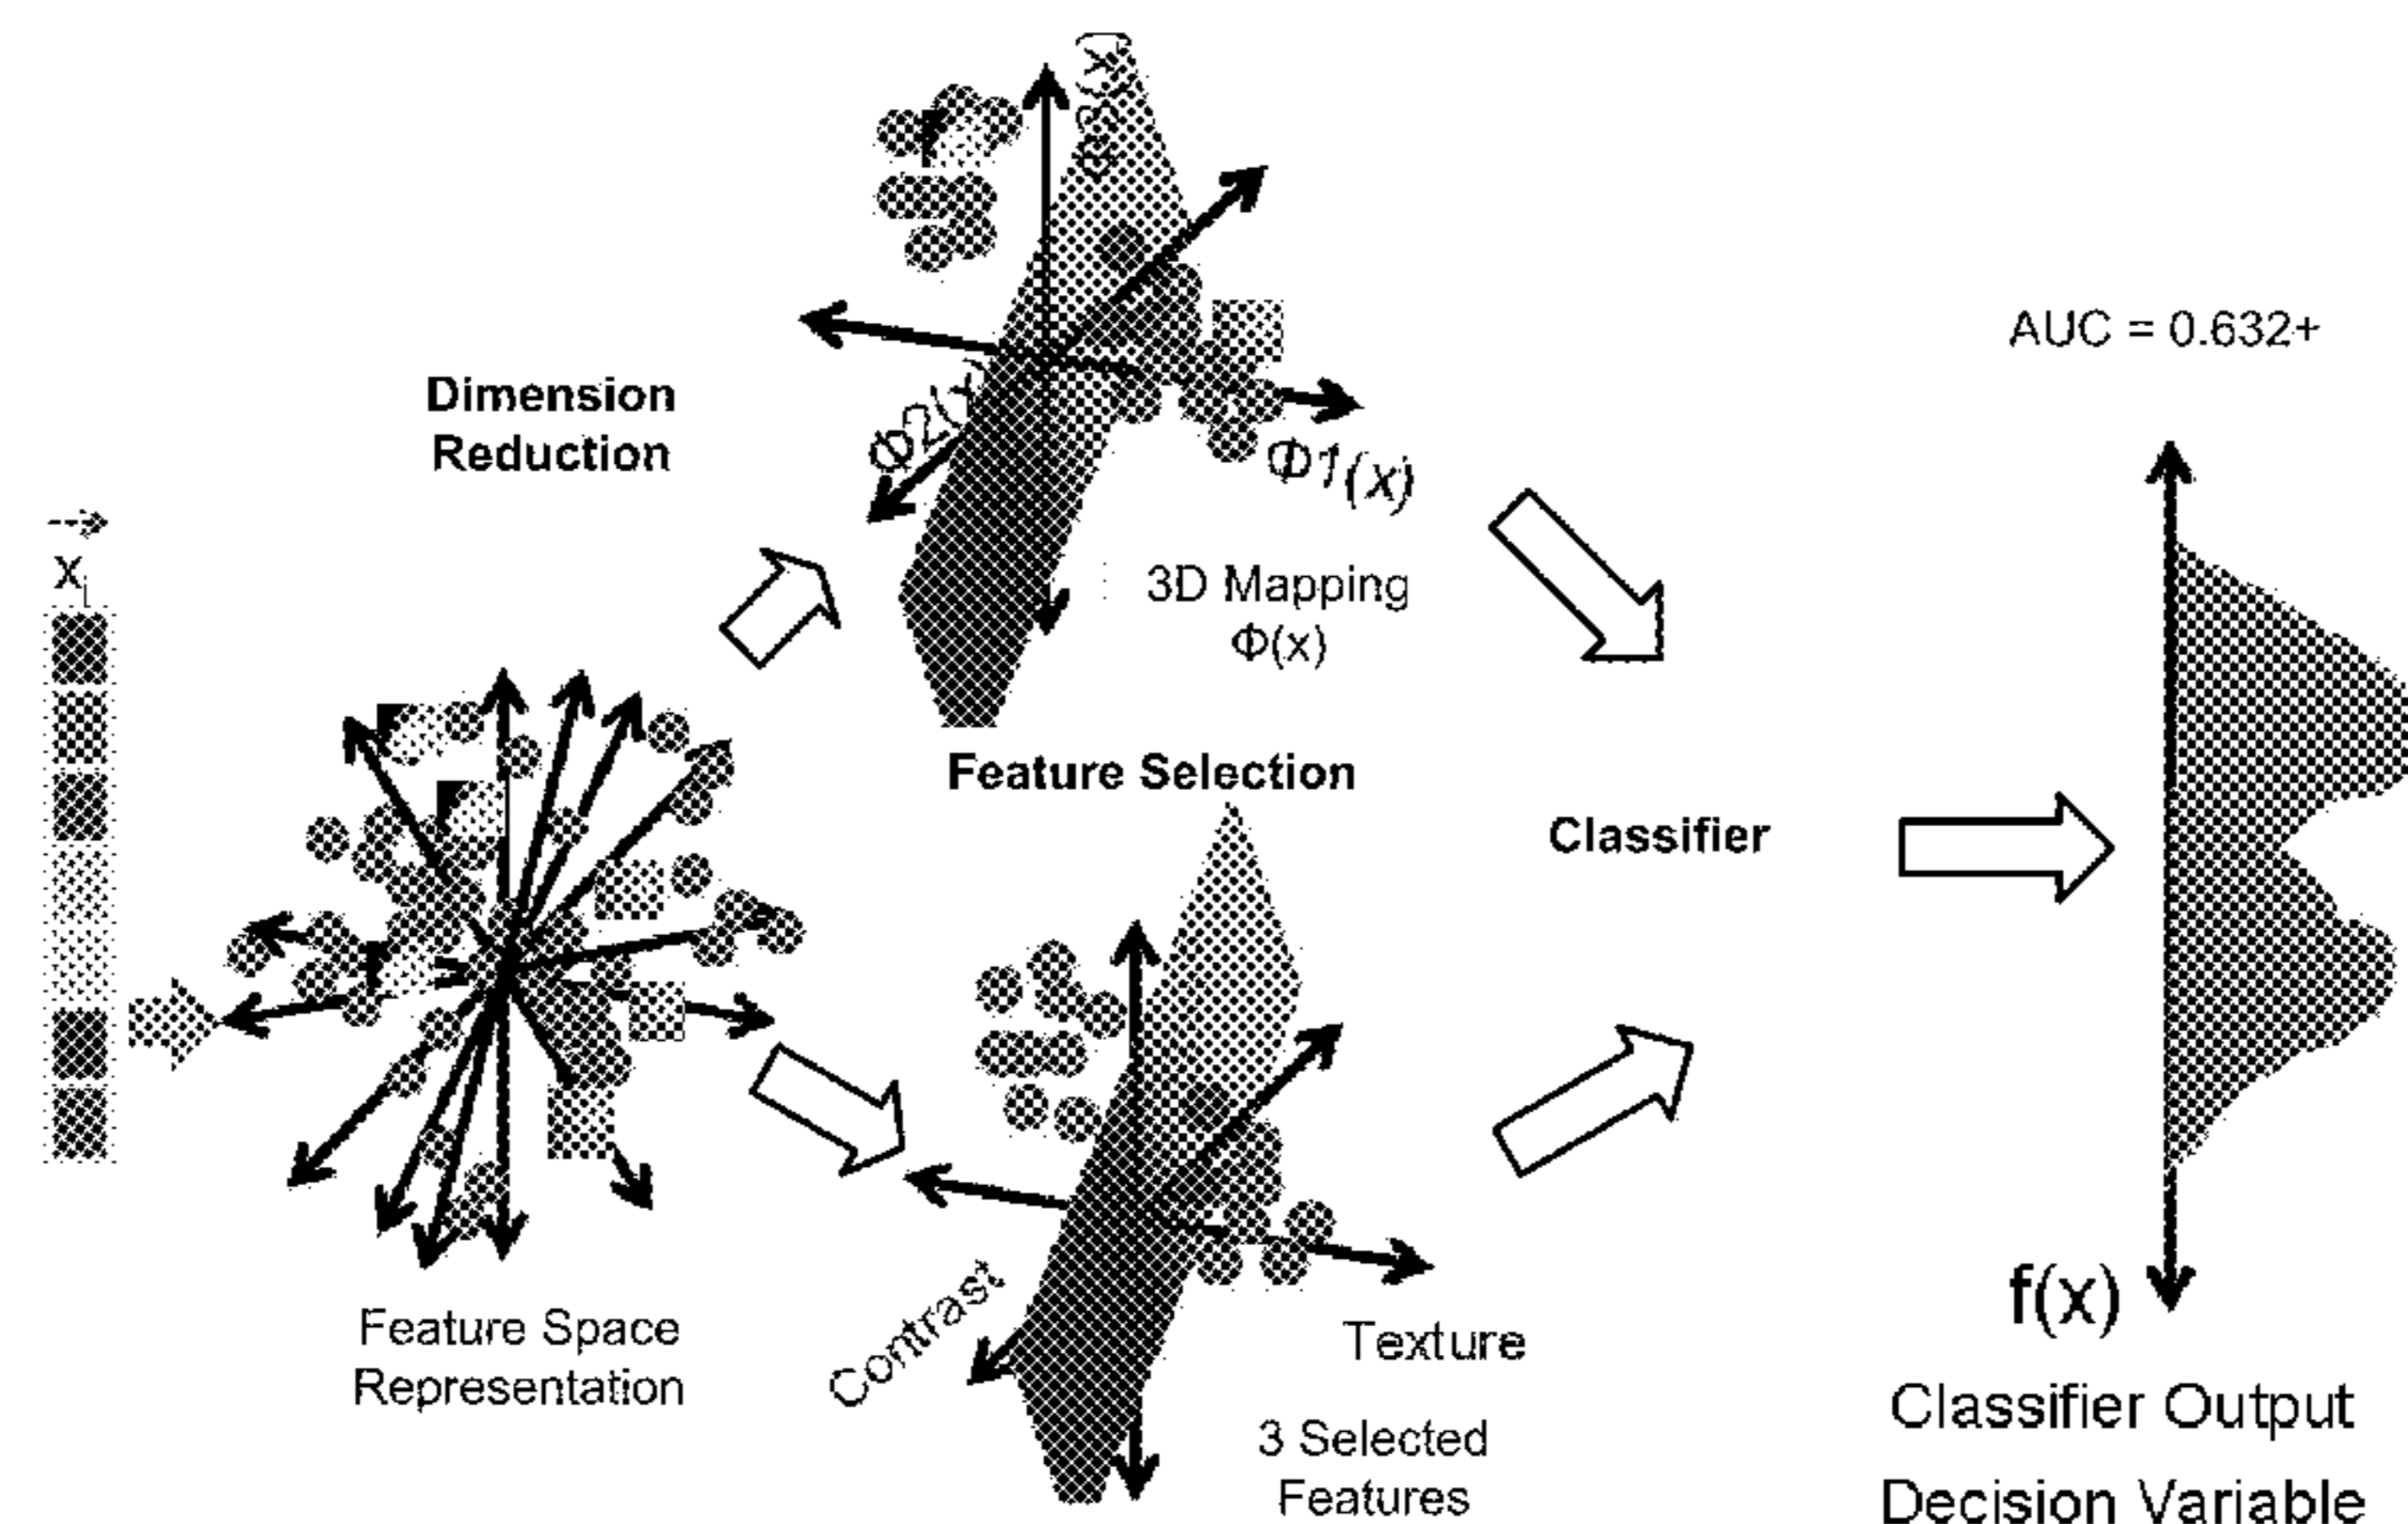 Dimension
Reduction
Φ1(x)
3D Mapping
Φ(x)
AUC = 0.632+
xi
Feature Selection
Classifier
Feature Space
Representation
Contrast
Texture
3 Selected
Features
f(x)
Classifier Output
Decision Variable